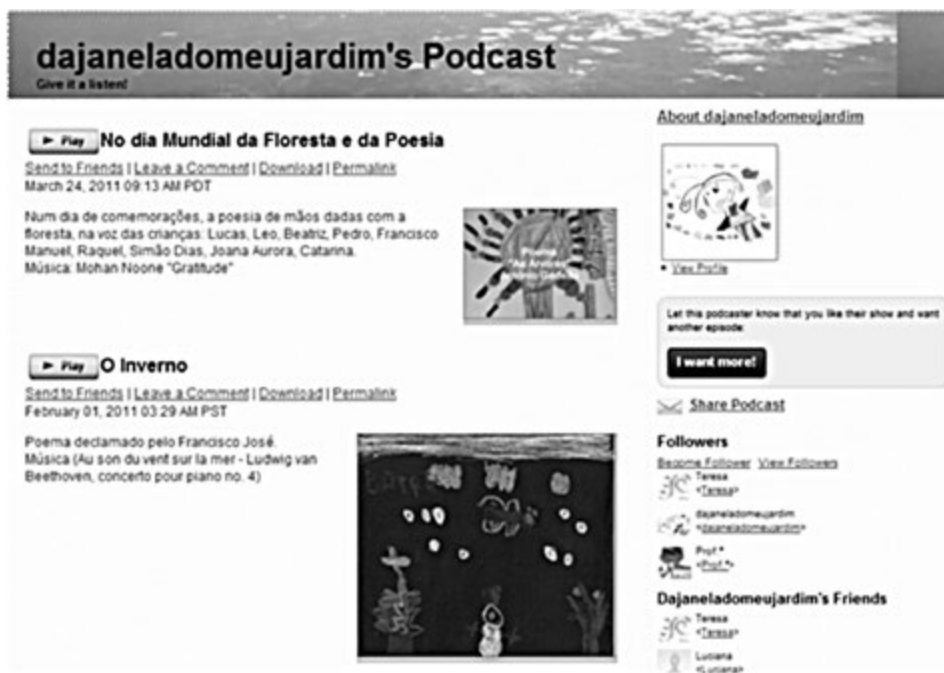 dajaneladomeujardim's Podcast
Give it a listen!
► Play No dia Mundial da Floresta e da Poesia
Send to Friends | Leave a Comment | Download | Permalink
March 24, 2011 09:13 AM PDT
Num dia de comemorações, a poesia de mãos dadas com a
floresta, na voz das crianças: Lucas, Leo, Beatriz, Pedro, Francisco
Manuel, Raquel, Simão Dias, Joana Aurora, Catarina.
Música: Mohan Noone "Gratitude"
► Play O Inverno
Send to Friends | Leave a Comment | Download | Permalink
February 01, 2011 03:29 AM PST
Poema declamado pelo Francisco José.
Música (Au son du vent sur la mer - Ludwig van
Beethoven, concerto pour piano no. 4)
About dajaneladomeujardim
• View Profile
Let this podcaster know that you like their show and want
another episode:
I want more!
Share Podcast
Followers
Become Follower View Followers
Teresa
<Teresa>
dajaneladomeujardim
<dajaneladomeujardim>
Prof.ª
<Prof.ª>
Dajaneladomeujardim's Friends
Teresa
<Teresa>
Luciana
<Luciana>